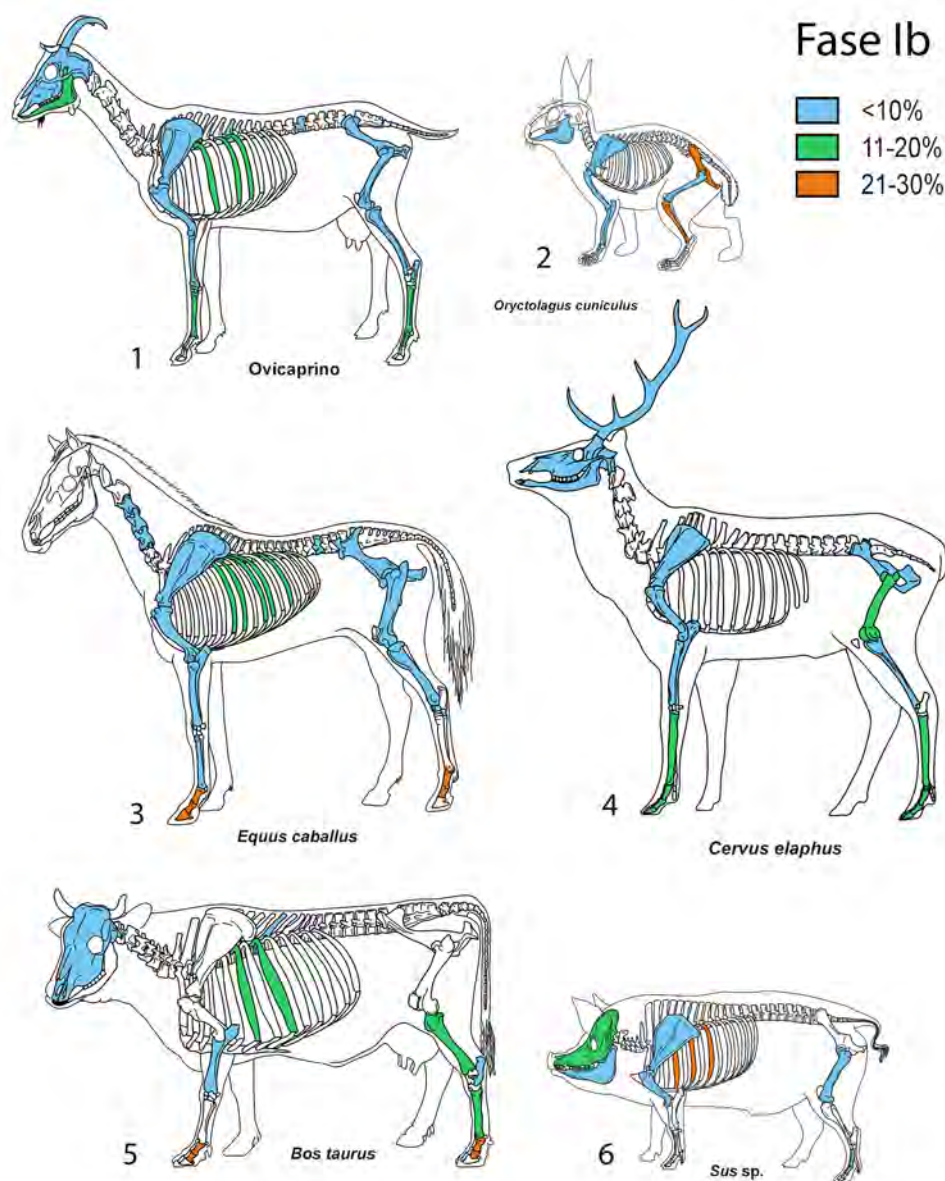 Fase Ib
<10%
11-20%
21-30%
1
Ovicaprino
2
Oryctolagus cuniculus
3
Equus caballus
4
Cervus elaphus
5
Bos taurus
6
Sus sp.